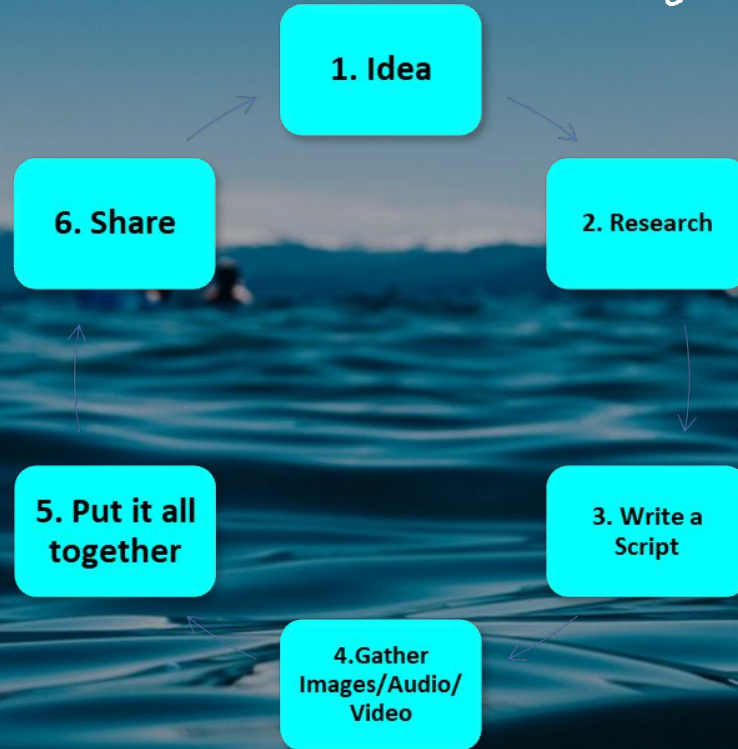 1. Idea
2. Research
3. Write a
Script
4.Gather
Images/Audio/
Video
5. Put it all
together
6. Share